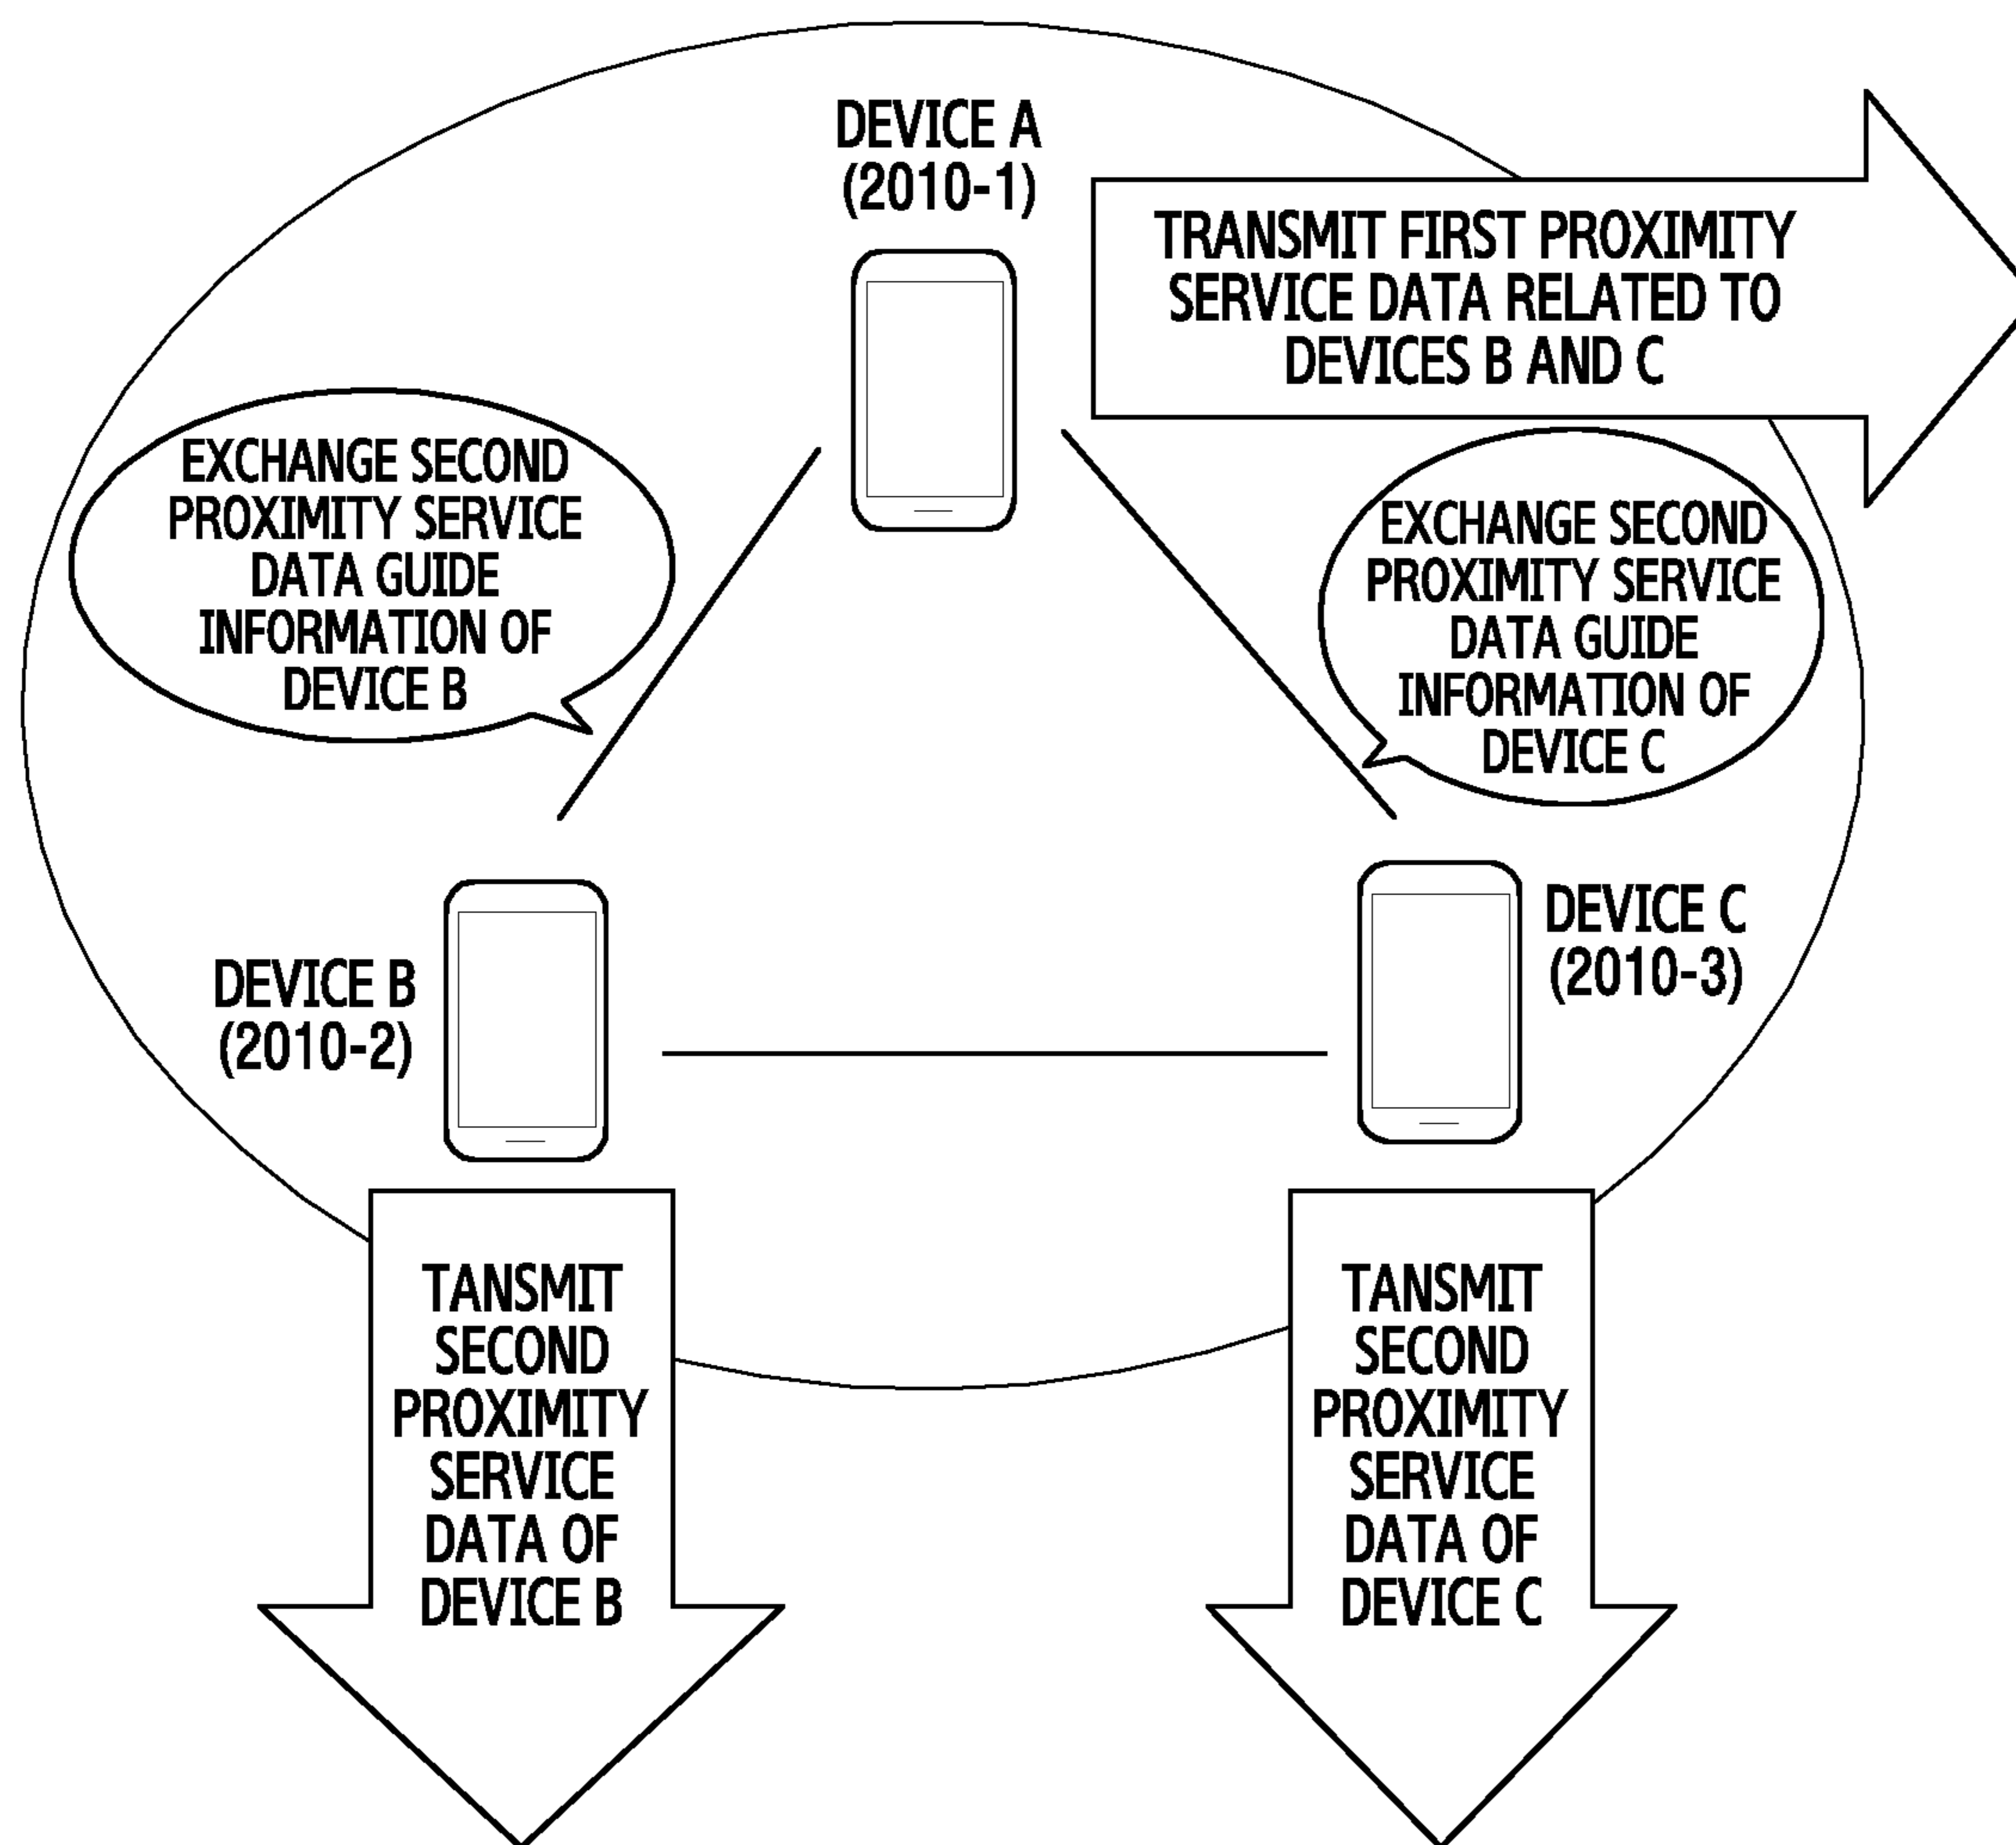 DEVICE A
(2010-1)
TRANSMIT FIRST PROXIMITY
SERVICE DATA RELATED TO
DEVICES B AND C
EXCHANGE SECOND
PROXIMITY SERVICE
DATA GUIDE
INFORMATION OF
DEVICE B
EXCHANGE SECOND
PROXIMITY SERVICE
DATA GUIDE
INFORMATION OF
DEVICE C
DEVICE B
(2010-2)
DEVICE C
(2010-3)
TANSMIT
SECOND
PROXIMITY
SERVICE
DATA OF
DEVICE B
TANSMIT
SECOND
PROXIMITY
SERVICE
DATA OF
DEVICE C